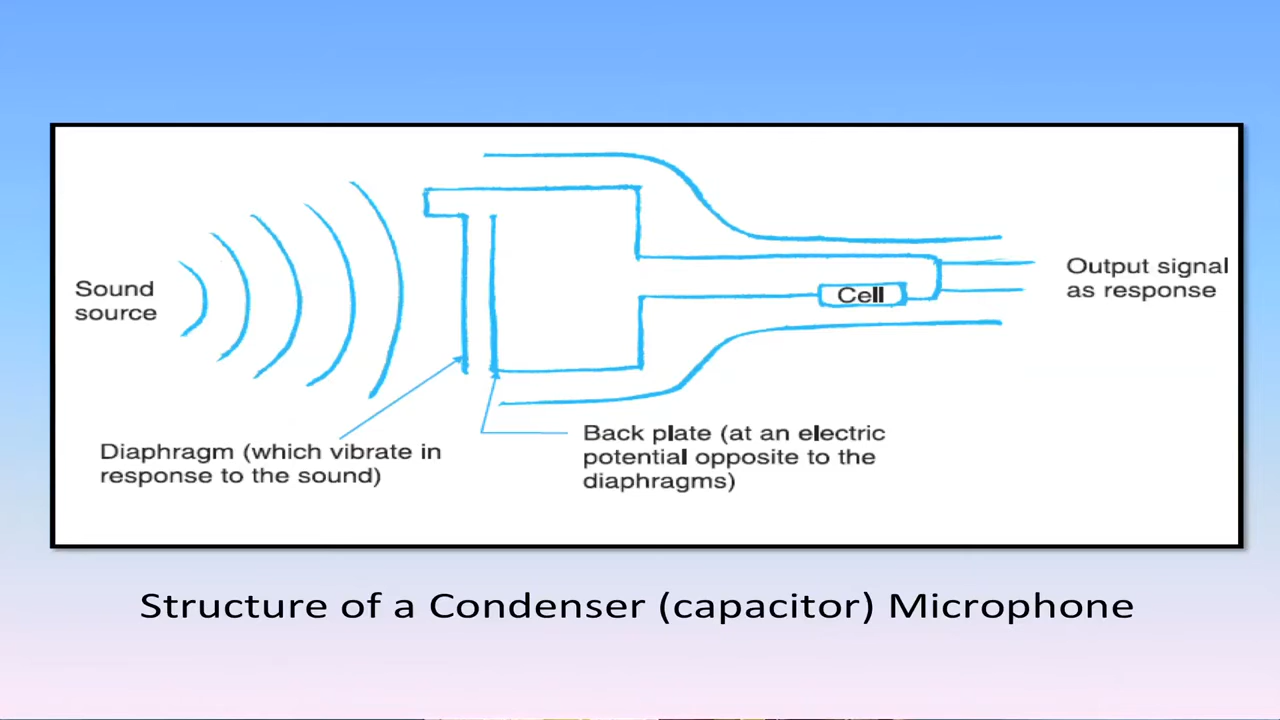 Sound
source
Cell
Output signal
as response
Diaphragm (which vibrate in
response to the sound)
Back plate (at an electric
potential opposite to the
diaphragms)
Structure of a Condenser (capacitor) Microphone